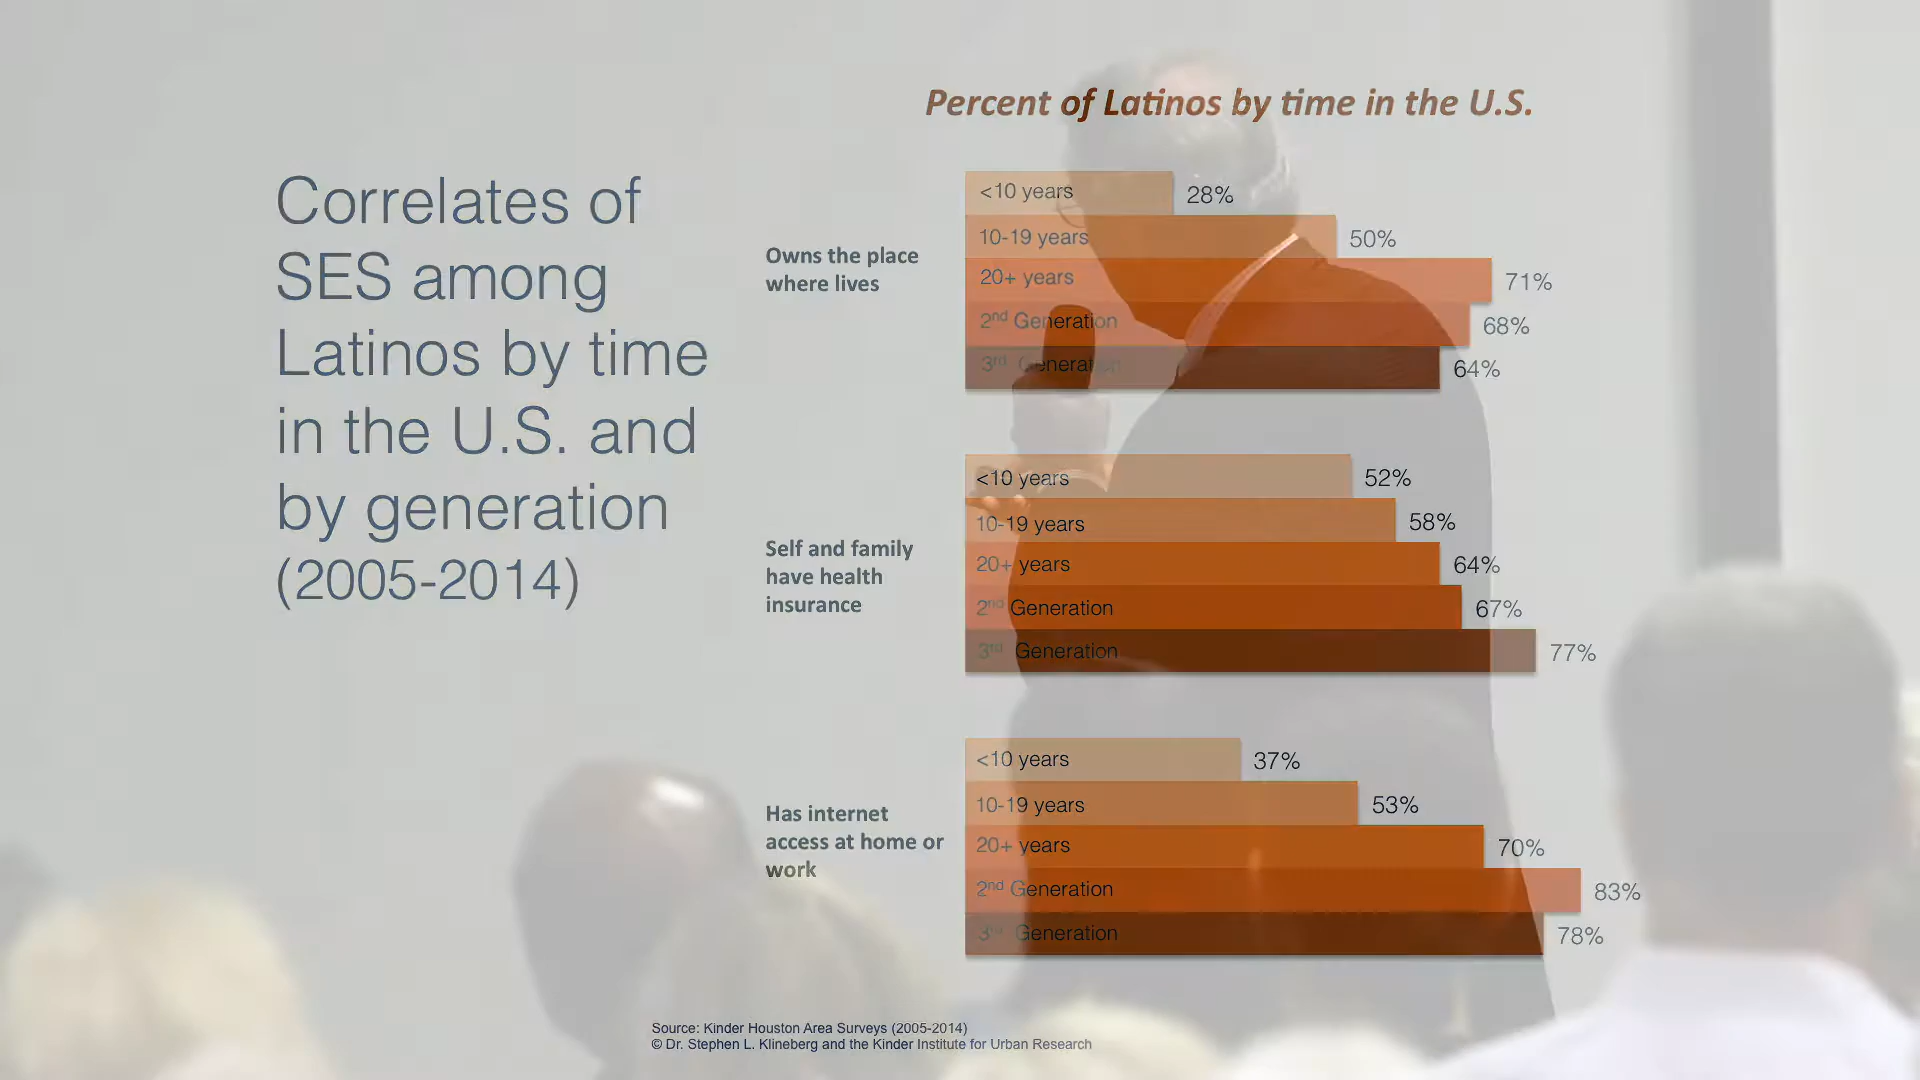 Percent of Latinos by time in the U.S.
Correlates of
SES among
Latinos by time
in the U.S. and
by generation
(2005-2014)
Owns the place
where lives
<10 years 28%
10-19 years 50%
20+ years 71%
2nd Generation 68%
3rd Generation 64%
Self and family
have health
insurance
<10 years 52%
10-19 years 58%
20+ years 64%
2nd Generation 67%
3rd Generation 77%
Has internet
access at home or
work
<10 years 37%
10-19 years 53%
20+ years 70%
2nd Generation 83%
3rd Generation 78%
Source: Kinder Houston Area Surveys (2005-2014)
© Dr. Stephen L. Klineberg and the Kinder Institute for Urban Research